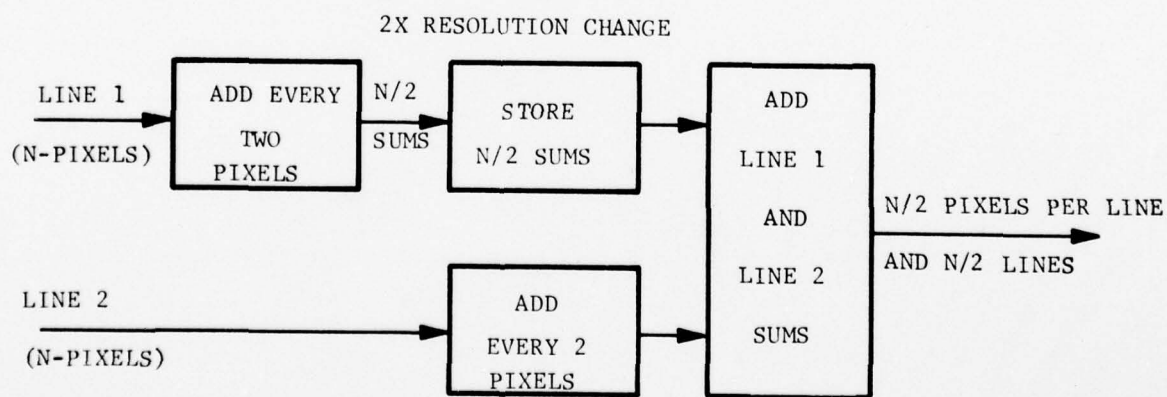 2X RESOLUTION CHANGE
LINE 1
(N-PIXELS)
ADD EVERY
TWO
PIXELS
N/2
SUMS
STORE
N/2 SUMS
LINE 2
(N-PIXELS)
ADD
EVERY 2
PIXELS
ADD
LINE 1
AND
LINE 2
SUMS
N/2 PIXELS PER LINE
AND N/2 LINES